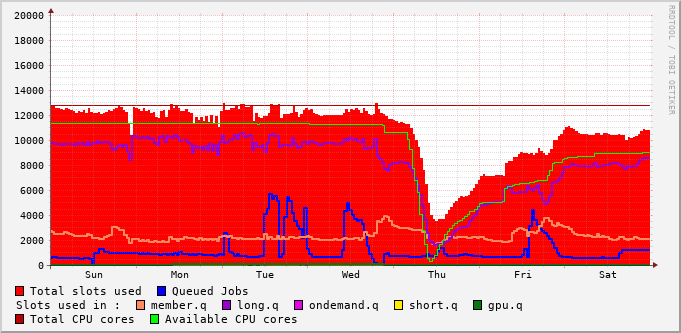 20000
18000
16000
14000
12000
10000
8000
6000
4000
2000
0
Sun Mon Tue Wed Thu Fri Sat
RRDTOOL / TOBI OETIKER
Total slots used Queued Jobs
Slots used in : member.q long.q ondemand.q short.q gpu.q
Total CPU cores Available CPU cores